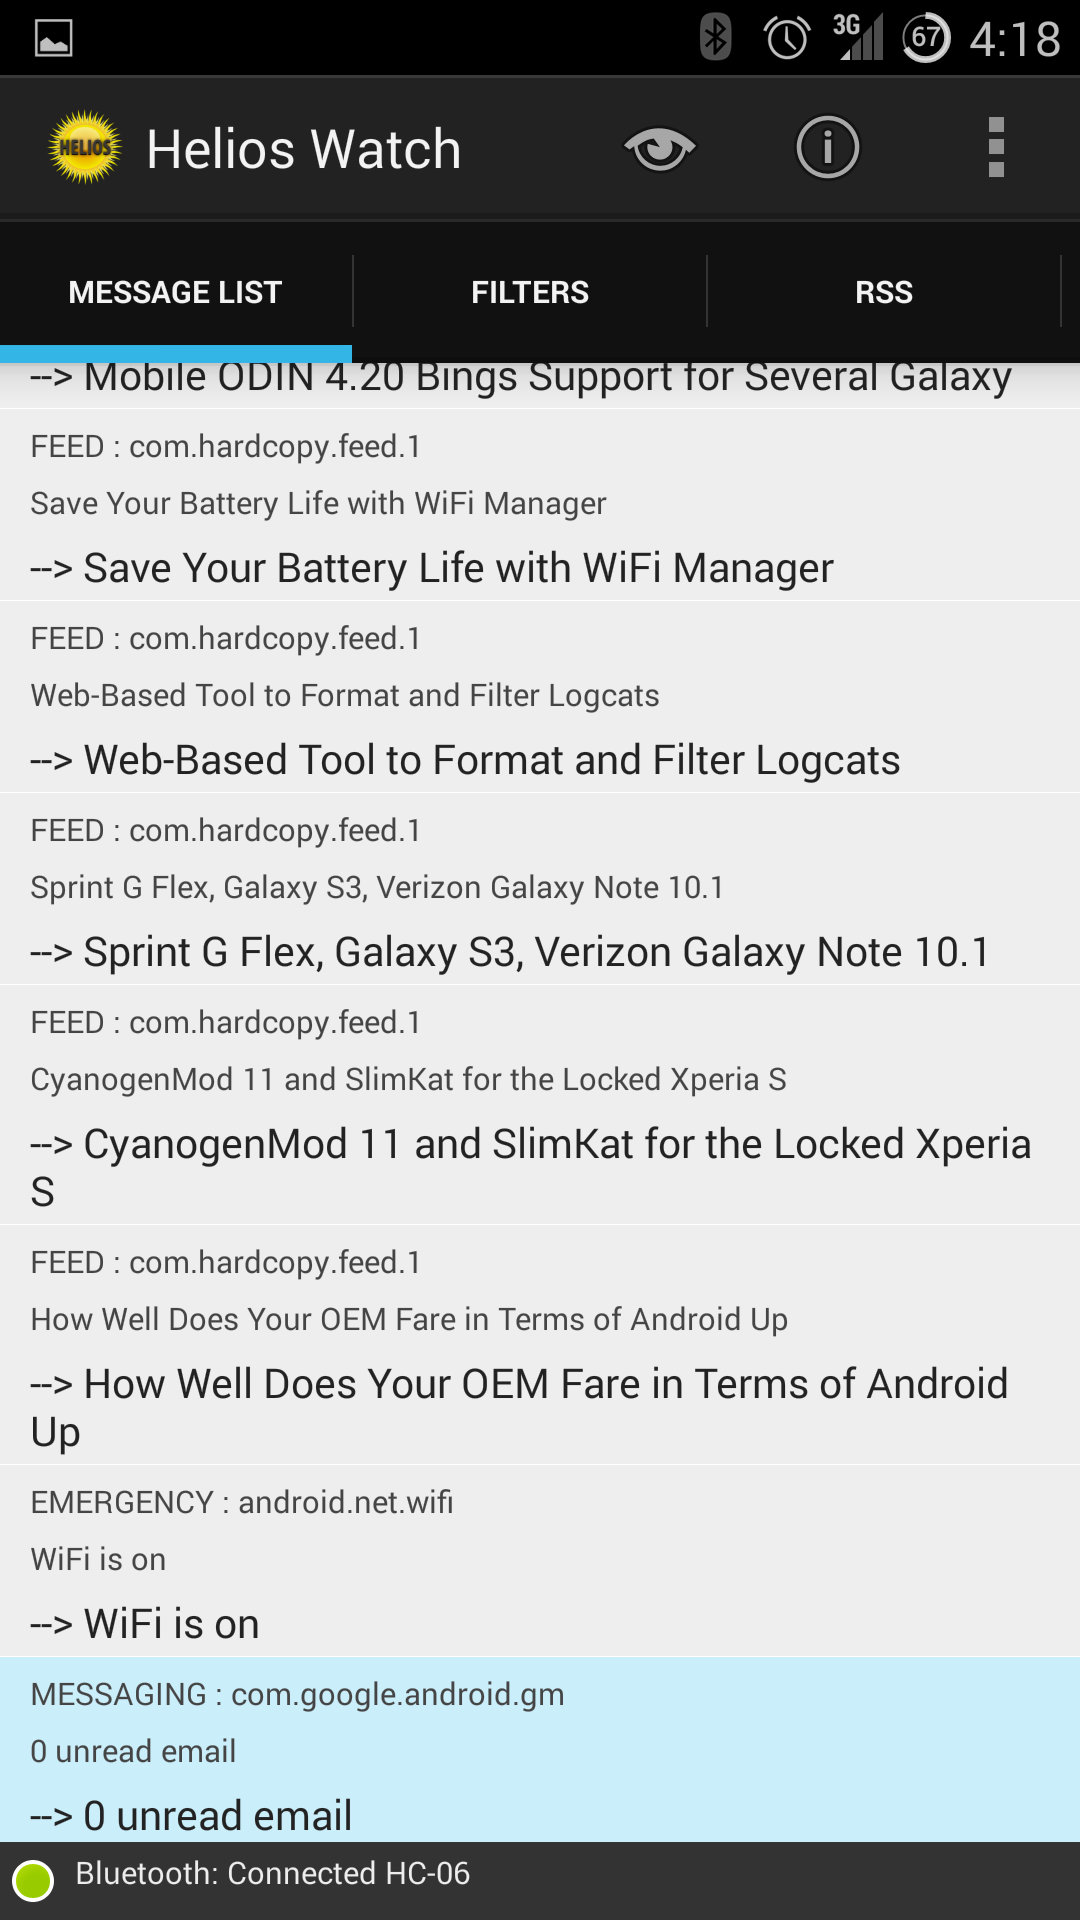 3G 67 4:18
HELIOS Helios Watch
MESSAGE LIST FILTERS RSS
--> Mobile ODIN 4.20 Bings Support for Several Galaxy
FEED : com.hardcopy.feed.1
Save Your Battery Life with WiFi Manager
--> Save Your Battery Life with WiFi Manager
FEED : com.hardcopy.feed.1
Web-Based Tool to Format and Filter Logcats
--> Web-Based Tool to Format and Filter Logcats
FEED : com.hardcopy.feed.1
Sprint G Flex, Galaxy S3, Verizon Galaxy Note 10.1
--> Sprint G Flex, Galaxy S3, Verizon Galaxy Note 10.1
FEED : com.hardcopy.feed.1
CyanogenMod 11 and SlimKat for the Locked Xperia S
--> CyanogenMod 11 and SlimKat for the Locked Xperia
S
FEED : com.hardcopy.feed.1
How Well Does Your OEM Fare in Terms of Android Up
--> How Well Does Your OEM Fare in Terms of Android
Up
EMERGENCY : android.net.wifi
WiFi is on
--> WiFi is on
MESSAGING : com.google.android.gm
0 unread email
--> 0 unread email
Bluetooth: Connected HC-06